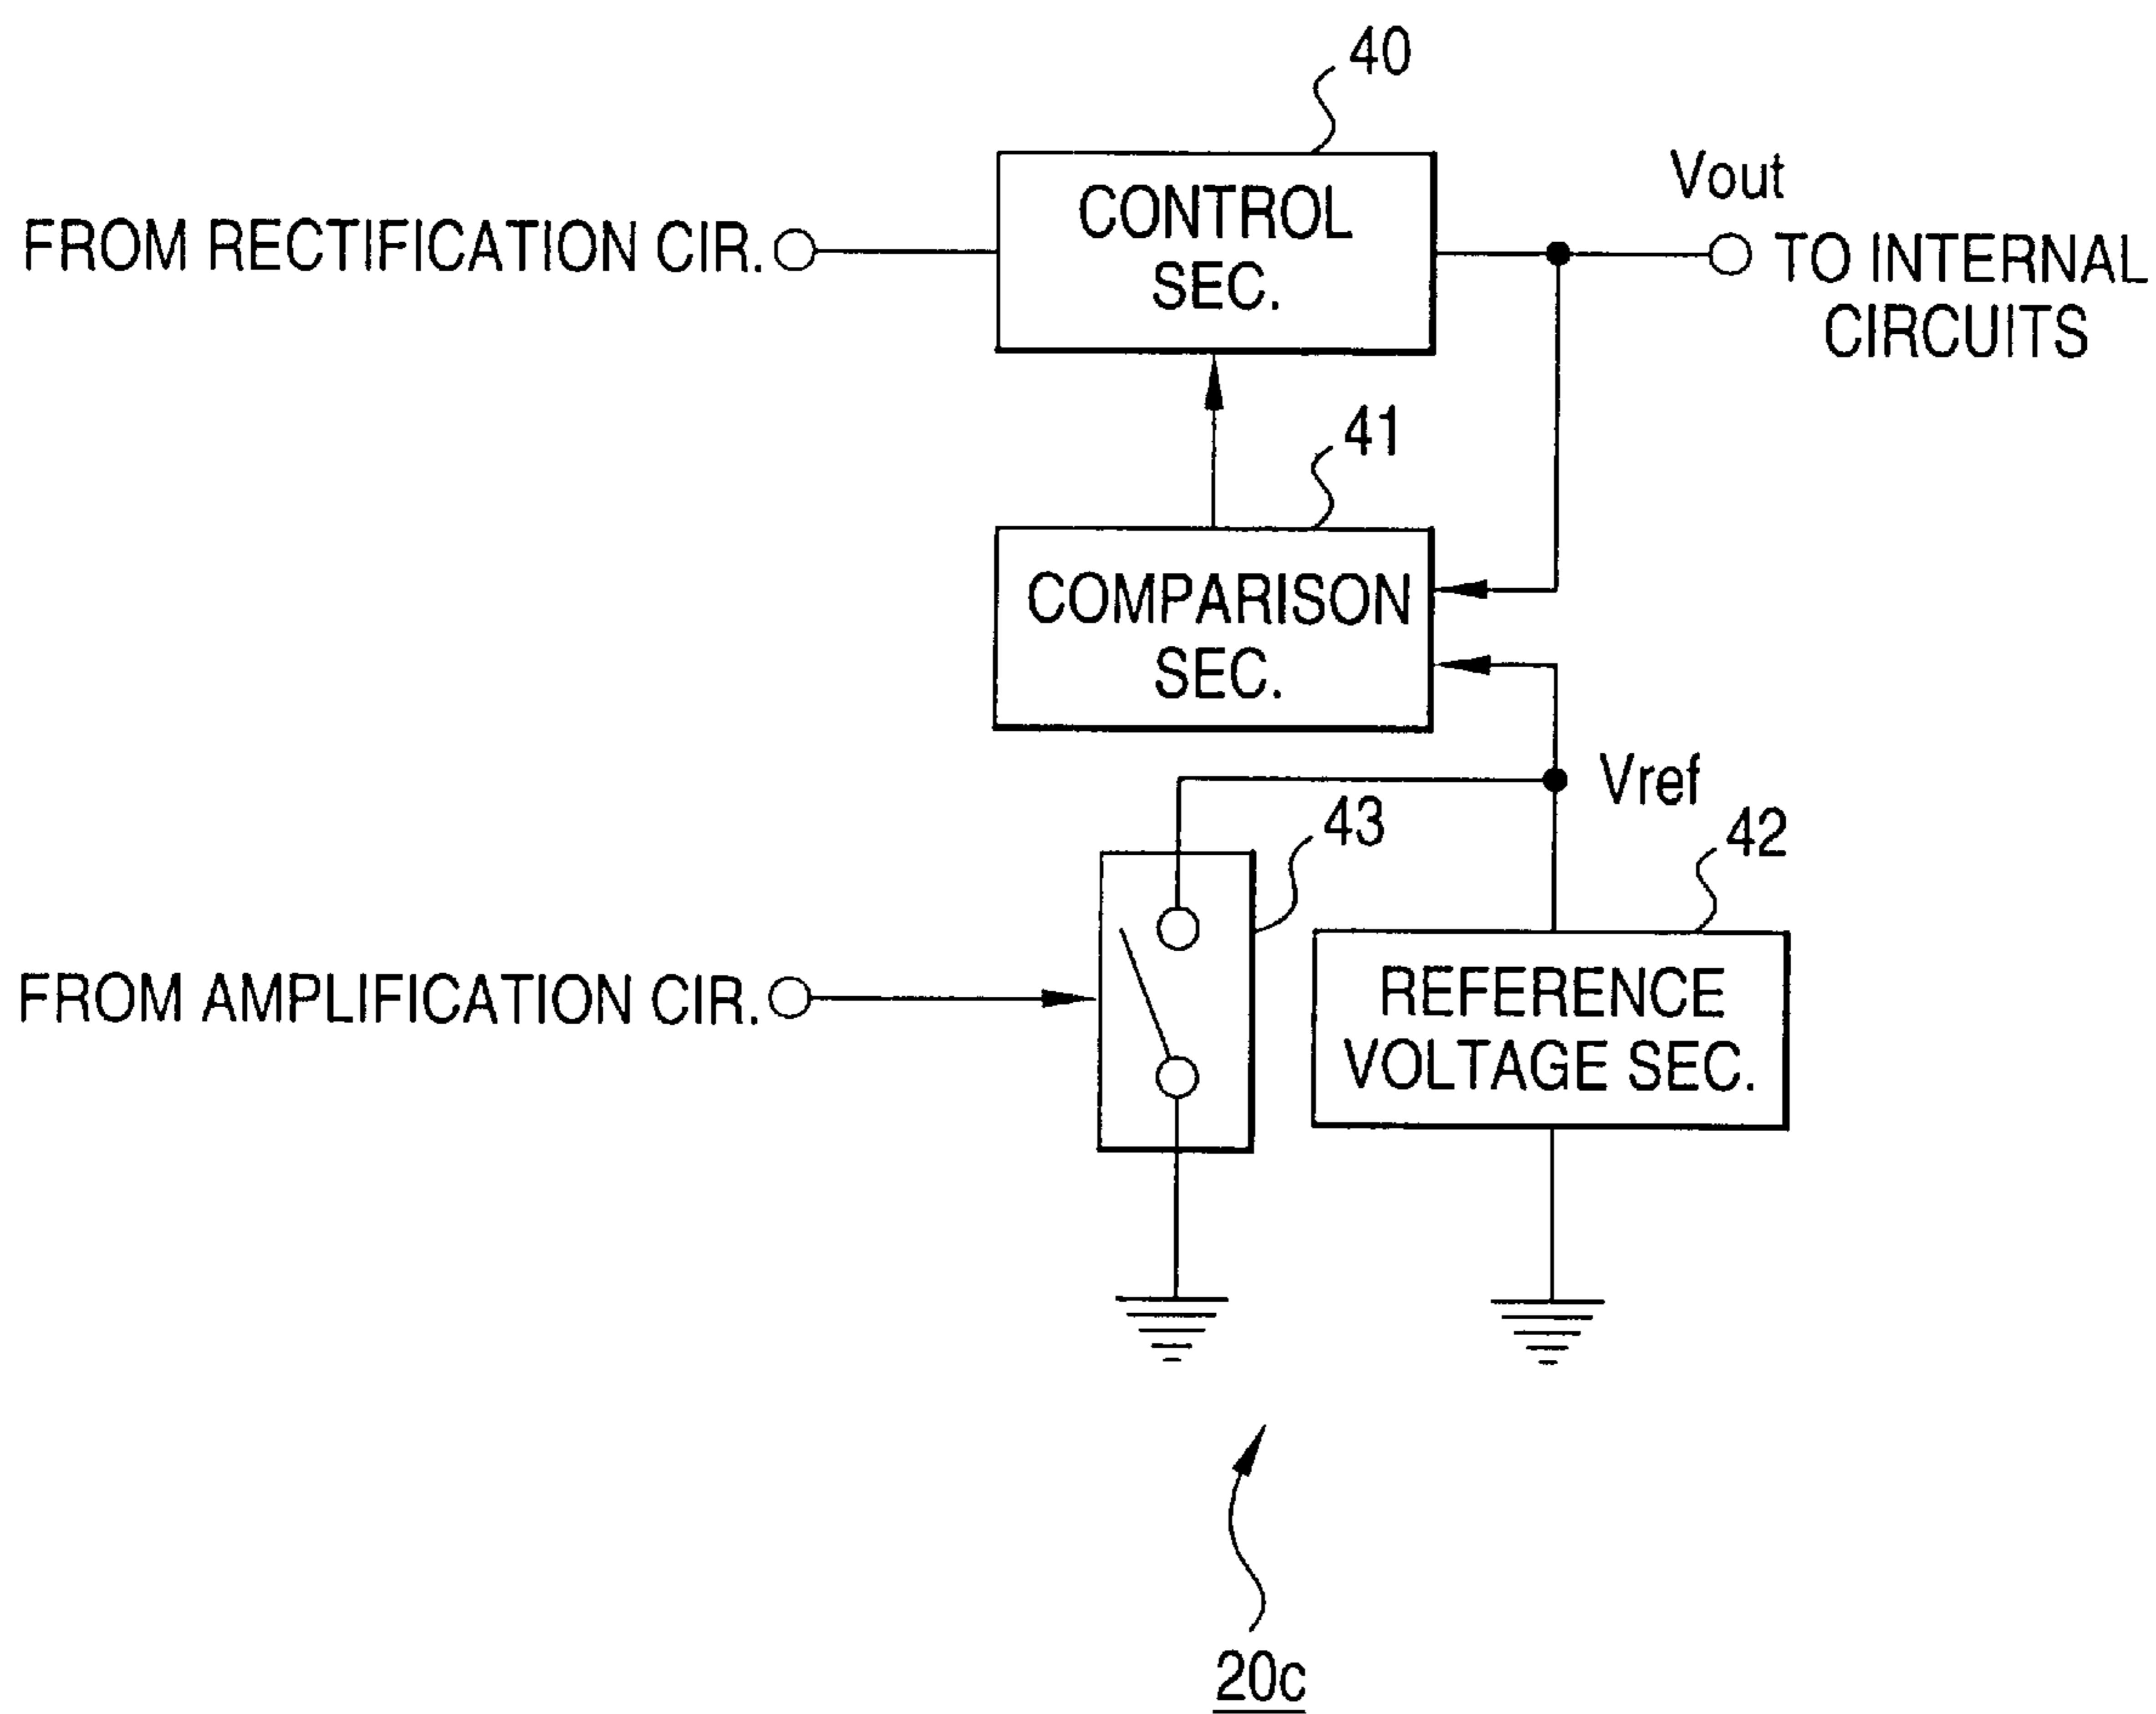 40
CONTROL
SEC.
Vout
FROM RECTIFICATION CIR.
TO INTERNAL
CIRCUITS
41
COMPARISON
SEC.
Vref
43
42
FROM AMPLIFICATION CIR.
REFERENCE
VOLTAGE SEC.
20c